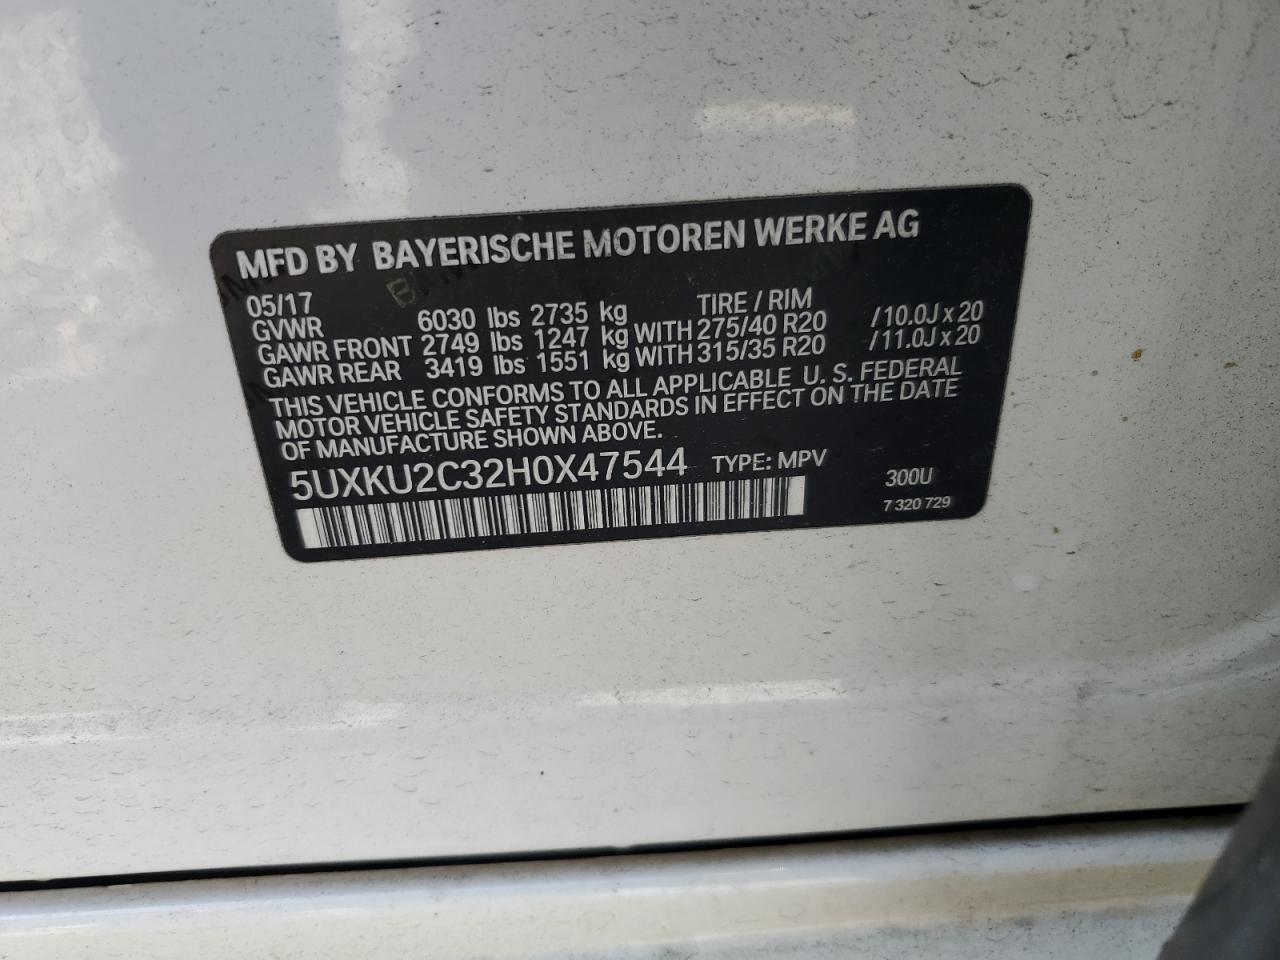 MFD BY BAYERISCHE MOTOREN WERKE AG
05/17 TIRE / RIM
GVWR 6030 lbs 2735 kg
GAWR FRONT 2749 lbs 1247 kg WITH 275/40 R20 /10.0J x 20
GAWR REAR 3419 lbs 1551 kg WITH 315/35 R20 /11.0J x 20
THIS VEHICLE CONFORMS TO ALL APPLICABLE U. S. FEDERAL
MOTOR VEHICLE SAFETY STANDARDS IN EFFECT ON THE DATE
OF MANUFACTURE SHOWN ABOVE.
5UXKU2C32H0X47544 TYPE: MPV 300U
7 320 729